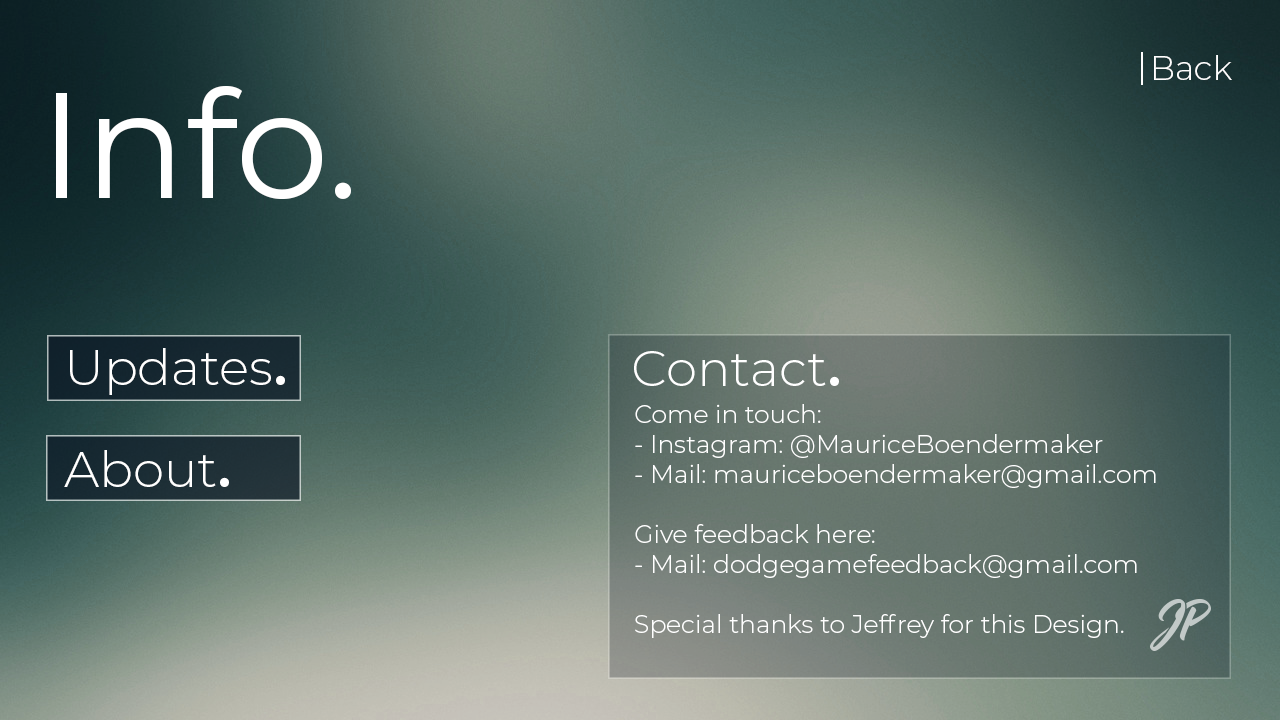 |Back
Info.
Updates.
About.
Contact.
Come in touch:
- Instagram: @MauriceBoendermaker
- Mail: mauriceboendermaker@gmail.com
Give feedback here:
- Mail: dodgegamefeedback@gmail.com
Special thanks to Jeffrey for this Design.
JP